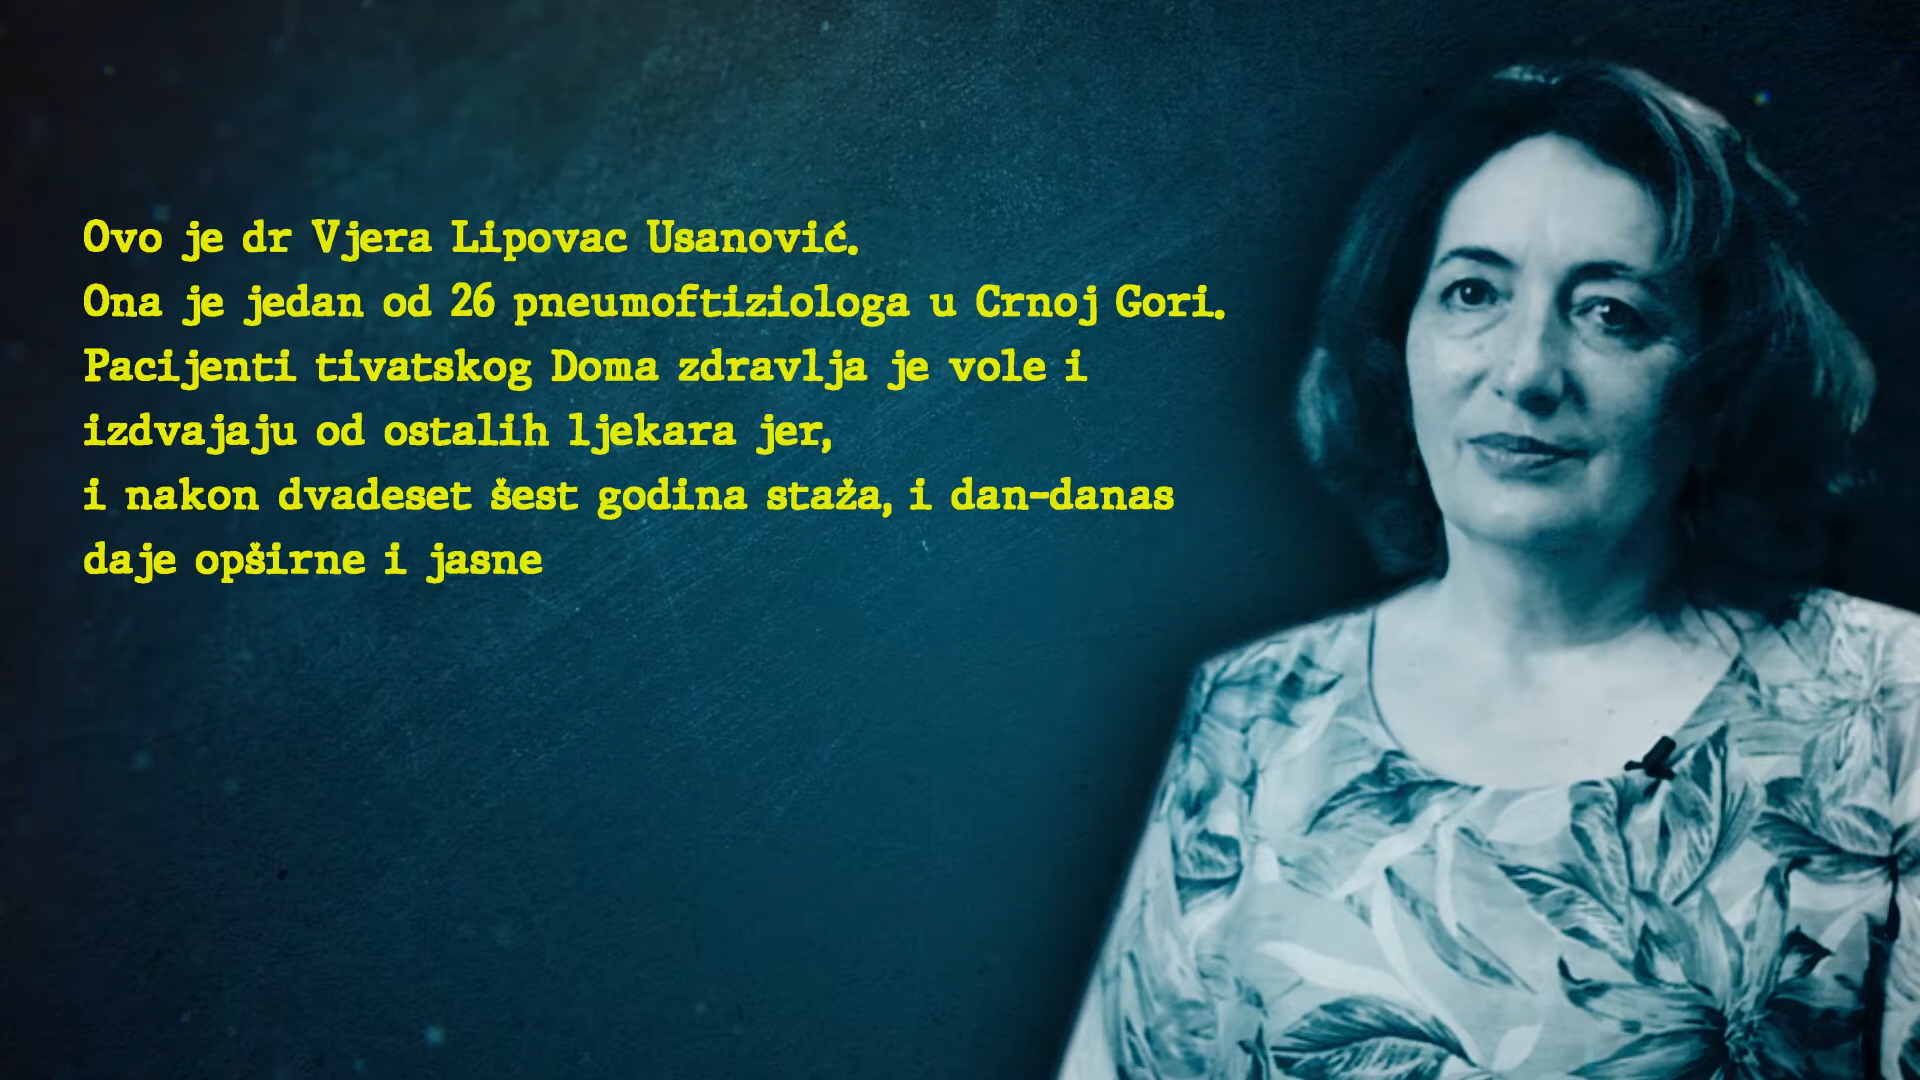 Ovo je dr Vjera Lipovac Usanović.
Ona je jedan od 26 pneumoftiziologa u Crnoj Gori.
Pacijenti tivatskog Doma zdravlja je vole i
izdvajaju od ostalih ljekara jer,
i nakon dvadeset šest godina staža, i dan-danas
daje opširne i jasne